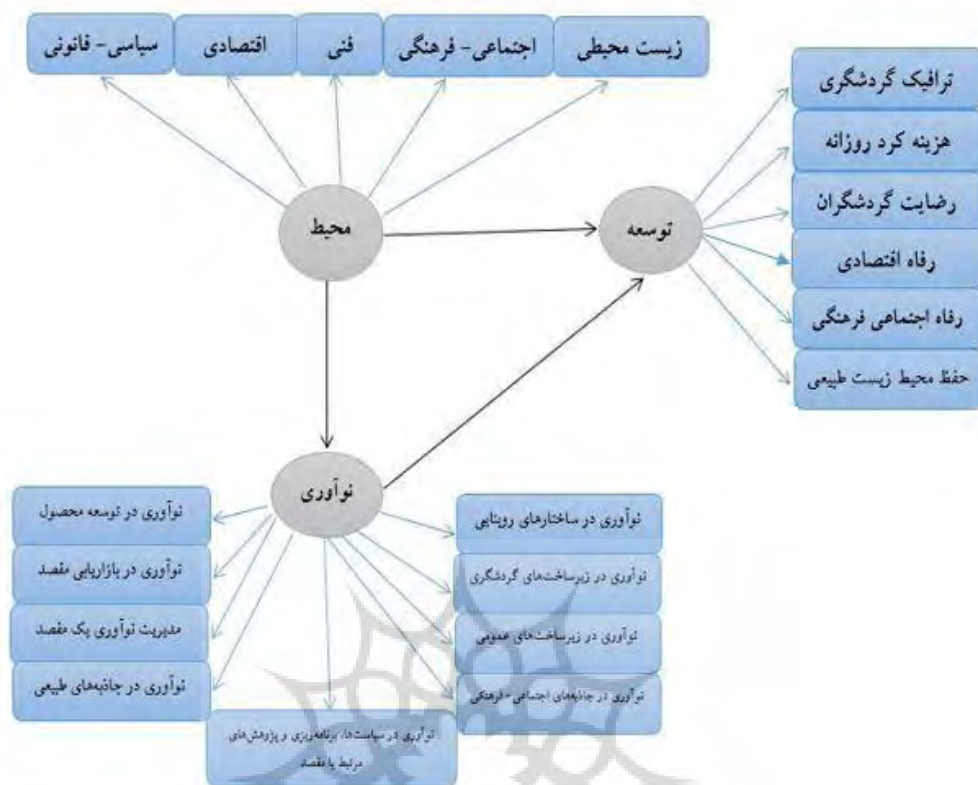 زیست محیطی
اجتماعی- فرهنگی
فنی
اقتصادی
سیاسی- قانونی
ترافیک گردشگری
هزینه کرد روزانه
رضایت گردشگران
رفاه اقتصادی
رفاه اجتماعی فرهنگی
حفظ محیط زیست طبیعی
توسعه
محیط
نوآوری
نوآوری در ساختارهای روبنایی
نوآوری در زیرساخت‌های گردشگری
نوآوری در زیرساخت‌های عمومی
نوآوری در جاذبه‌های اجتماعی-فرهنگی
نوآوری در توسعه محصول
نوآوری در بازاریابی مقصد
مدیریت نوآوری یک مقصد
نوآوری در جاذبه‌های طبیعی
نوآوری در سیاست‌ها، برنامه‌ریزی و پژوهش‌های
مرتبط با مقصد